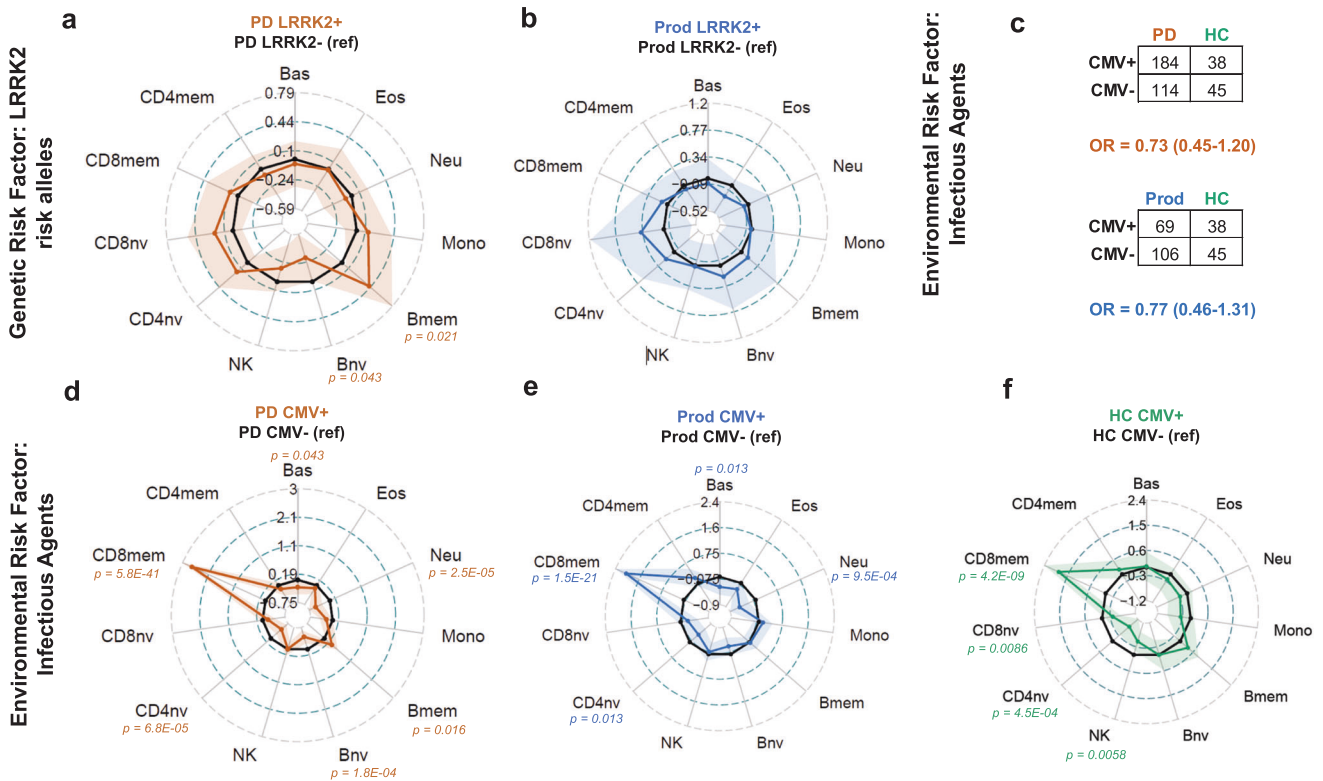 Genetic Risk Factor: LRRK2
risk alleles
a
PD LRRK2+
PD LRRK2- (ref)
Bas
Eos
Neu
Mono
Bmem
p = 0.021
Bnv
p = 0.043
NK
CD4nv
CD8nv
CD8mem
CD4mem
0.79
0.44
0.1
−0.24
−0.59
b
Prod LRRK2+
Prod LRRK2- (ref)
Bas
Eos
Neu
Mono
Bmem
Bnv
NK
CD4nv
CD8nv
CD8mem
CD4mem
1.2
0.77
0.34
−0.09
−0.52
Environmental Risk Factor:
Infectious Agents
c
PD HC
CMV+ 184 38
CMV- 114 45
OR = 0.73 (0.45-1.20)
Prod HC
CMV+ 69 38
CMV- 106 45
OR = 0.77 (0.46-1.31)
Environmental Risk Factor:
Infectious Agents
d
PD CMV+
PD CMV- (ref)
p = 0.043
Bas
Eos
Neu
p = 2.5E-05
Mono
Bmem
p = 0.016
Bnv
p = 1.8E-04
NK
CD4nv
p = 6.8E-05
CD8nv
CD8mem
p = 5.8E-41
CD4mem
3
2.1
1.1
0.19
0.75
e
Prod CMV+
Prod CMV- (ref)
p = 0.013
Bas
Eos
Neu
p = 9.5E-04
Mono
Bmem
Bnv
NK
CD4nv
p = 0.013
CD8nv
CD8mem
p = 1.5E-21
CD4mem
2.4
1.6
0.75
−0.9
f
HC CMV+
HC CMV- (ref)
Bas
Eos
Neu
Mono
Bmem
Bnv
NK
p = 0.0058
CD4nv
p = 4.5E-04
CD8nv
p = 0.0086
CD8mem
p = 4.2E-09
CD4mem
2.4
1.5
0.6
0.3
−1.2